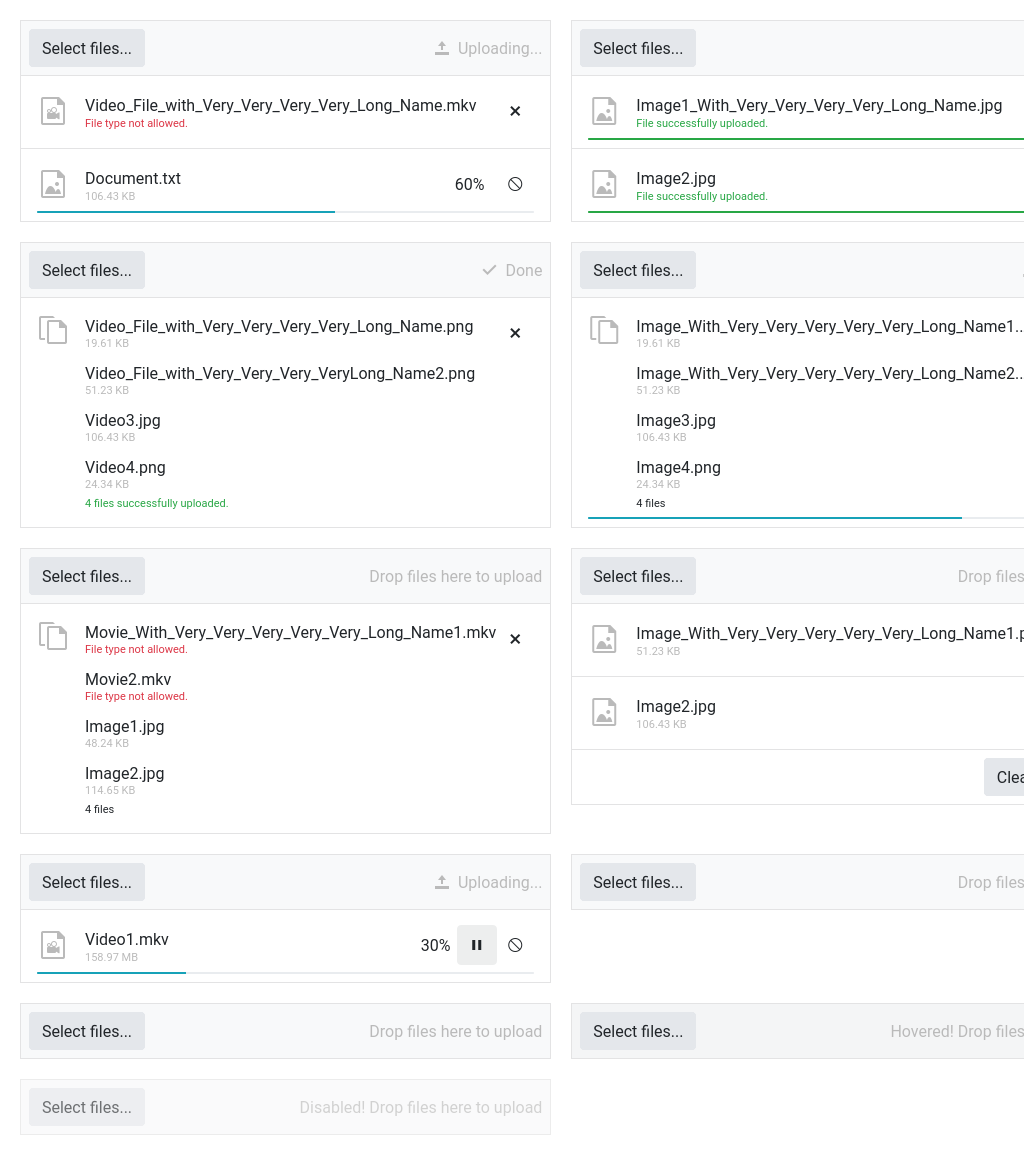 Select files...
Uploading...
Video_File_with_Very_Very_Very_Very_Long_Name.mkv
File type not allowed.
Document.txt
106.43 KB
60%
Select files...
Image1_With_Very_Very_Very_Very_Long_Name.jpg
File successfully uploaded.
Image2.jpg
File successfully uploaded.
Select files...
Done
Video_File_with_Very_Very_Very_Very_Long_Name.png
19.61 KB
Video_File_with_Very_Very_Very_VeryLong_Name2.png
51.23 KB
Video3.jpg
106.43 KB
Video4.png
24.34 KB
4 files successfully uploaded.
Select files...
Image_With_Very_Very_Very_Very_Very_Long_Name1..
19.61 KB
Image_With_Very_Very_Very_Very_Very_Long_Name2..
51.23 KB
Image3.jpg
106.43 KB
Image4.png
24.34 KB
4 files
Select files...
Drop files here to upload
Movie_With_Very_Very_Very_Very_Very_Long_Name1.mkv
File type not allowed.
Movie2.mkv
File type not allowed.
Image1.jpg
48.24 KB
Image2.jpg
114.65 KB
4 files
Select files...
Drop files
Image_With_Very_Very_Very_Very_Very_Long_Name1.p
51.23 KB
Image2.jpg
106.43 KB
Clea
Select files...
Uploading...
Video1.mkv
158.97 MB
30%
Select files...
Drop files
Select files...
Drop files here to upload
Select files...
Hovered! Drop files
Select files...
Disabled! Drop files here to upload